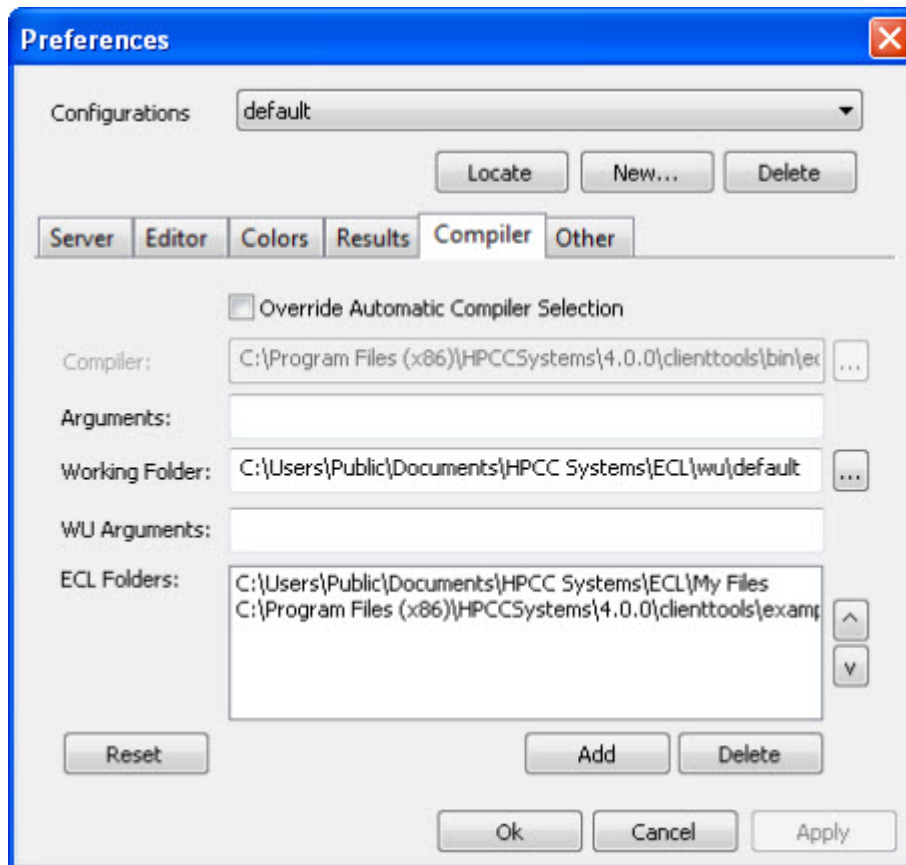 Preferences
Configurations default
Locate New... Delete
Server Editor Colors Results Compiler Other
Override Automatic Compiler Selection
Compiler: C:\Program Files (x86)\HPCCSystems\4.0.0\clienttools\bin\ec ...
Arguments:
Working Folder: C:\Users\Public\Documents\HPCC Systems\ECL\wu\default ...
WU Arguments:
ECL Folders: C:\Users\Public\Documents\HPCC Systems\ECL\My Files
C:\Program Files (x86)\HPCCSystems\4.0.0\clienttools\examp
^
v
Reset Add Delete
Ok Cancel Apply